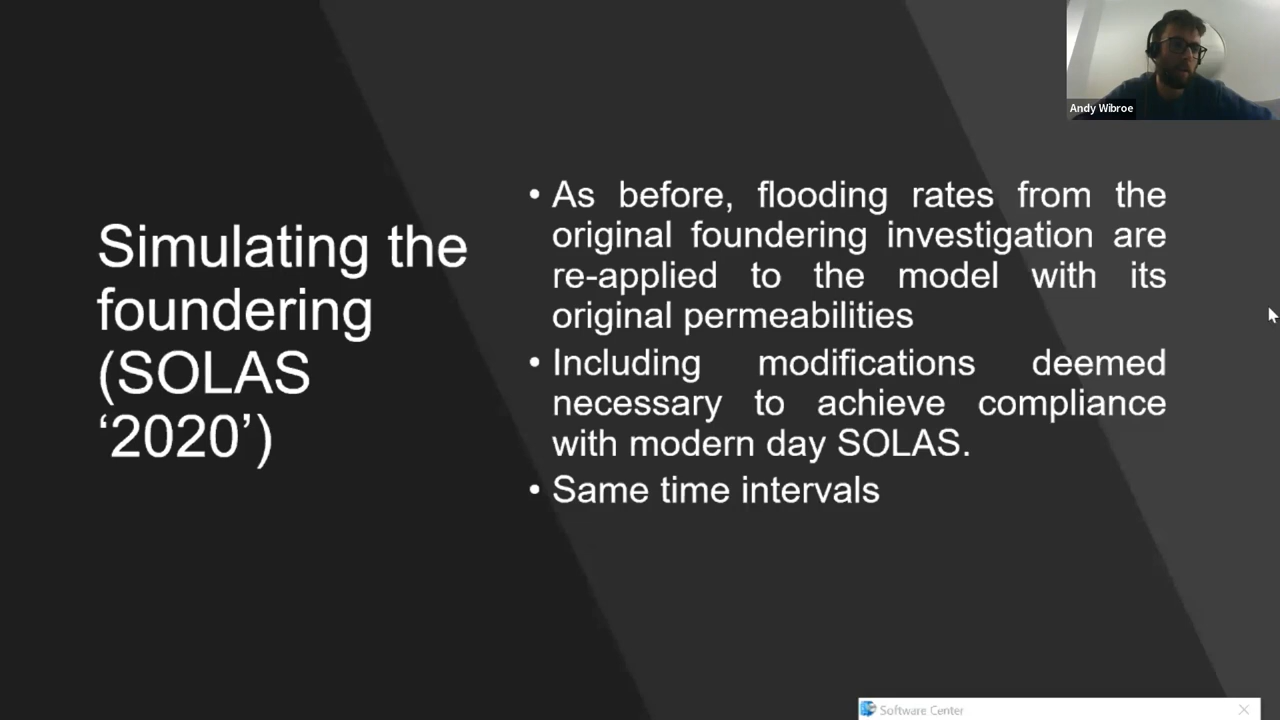 Andy Wibroe
Simulating the
foundering
(SOLAS
‘2020’)
• As before, flooding rates from the
original foundering investigation are
re-applied to the model with its
original permeabilities
• Including modifications deemed
necessary to achieve compliance
with modern day SOLAS.
• Same time intervals
Software Center